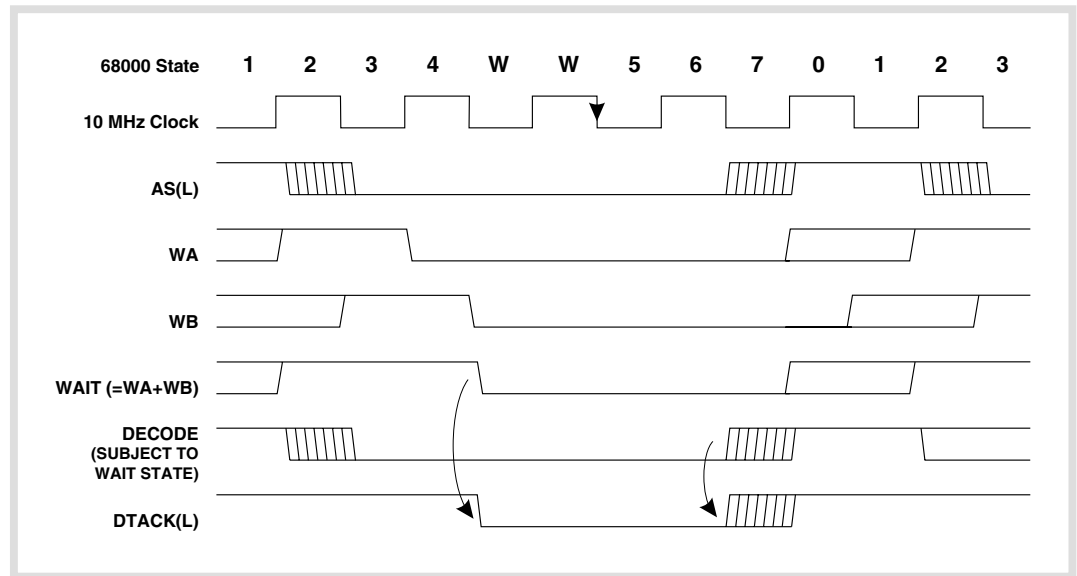 68000 State 1 2 3 4 W W 5 6 7 0 1 2 3
10 MHz Clock
AS(L)
WA
WB
WAIT (=WA+WB)
DECODE
(SUBJECT TO
WAIT STATE)
DTACK(L)